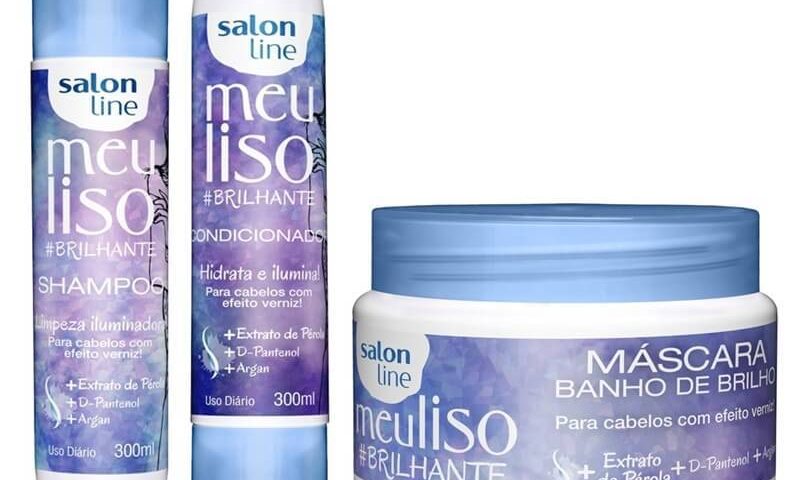 salon
line
meu
liso
#BRILHANTE
SHAMPOO
Limpeza iluminadora
Para cabelos com
efeito verniz!
+Extrato de Pérola
+D-Pantenol
+Argan
Uso Diário 300ml
salon
line
meu
liso
#BRILHANTE
CONDICIONADOR
Hidrata e ilumina!
Para cabelos com
efeito verniz!
+Extrato de Pérola
+D-Pantenol
+Argan
Uso Diário 300ml
salon
line
meuliso
#BRILHANTE
MÁSCARA
BANHO DE BRILHO
Para cabelos com efeito verniz!
+ Extrato
de Pérola + D-Pantenol + Argan